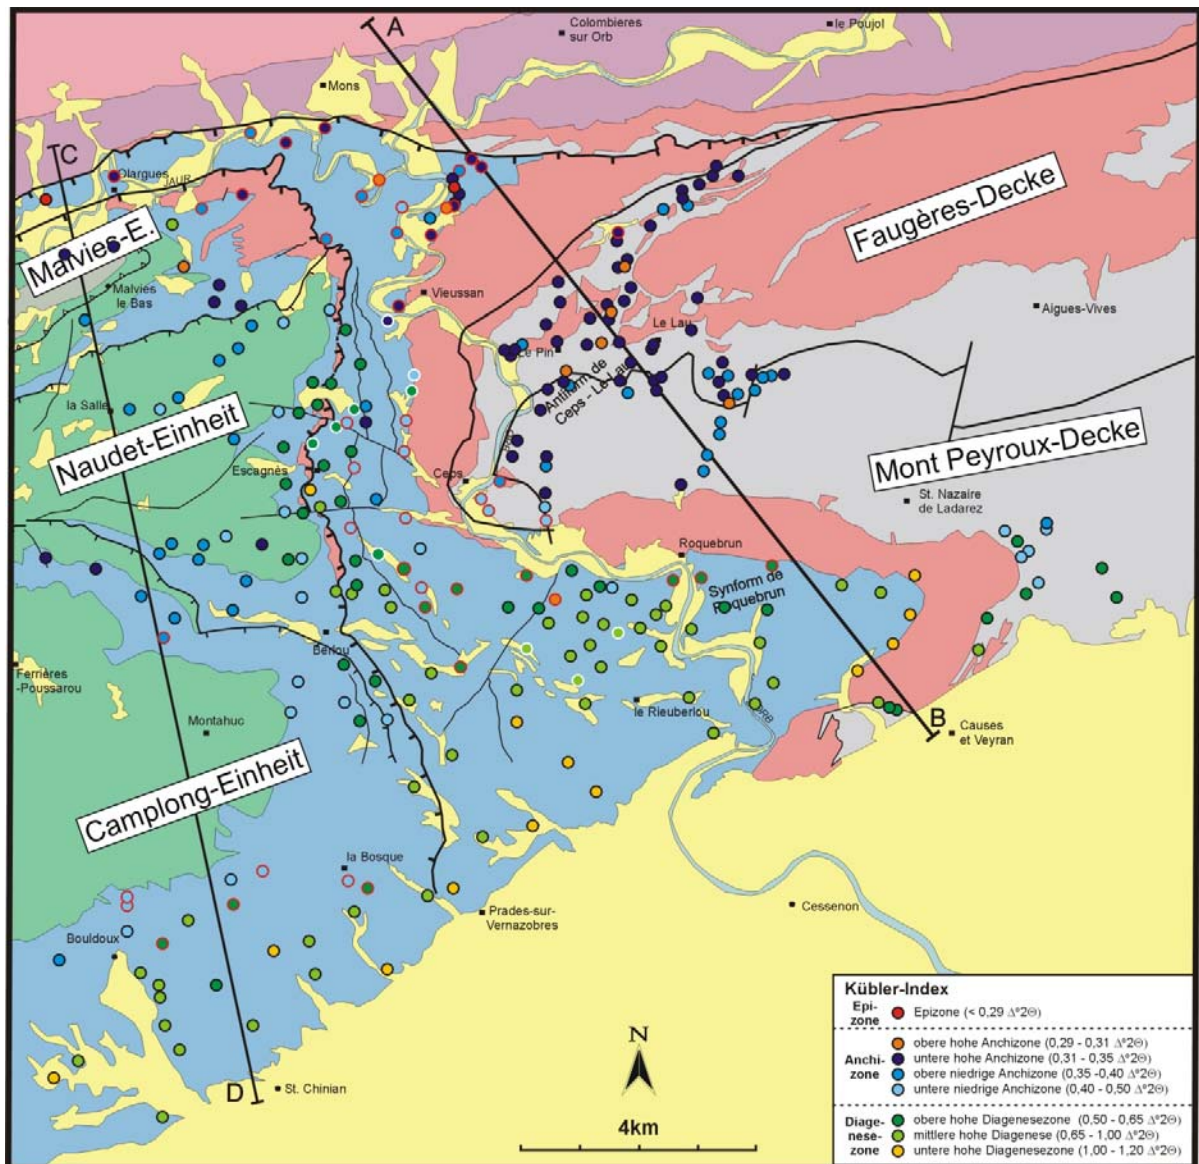 A
Colombieres
sur Orb
le Poujol
Mons
C
Olargues
JAUR
Malvies-E.
Faugères-Decke
Malvies
le Bas
Vieussan
Aigues-Vives
Le Lau
Le Pin
Antiform de
Ceps - Le Lau
la Salle
Naudet-Einheit
Mont Peyroux-Decke
Escagnès
Ceps
St. Nazaire
de Ladarez
Roquebrun
Synform de
Roquebrun
Berlou
Ferrières
-Poussarou
Montahuc
le Rieuberlou
ORB
B
Causes
et Veyran
Camplong-Einheit
la Bosque
Prades-sur-
Vernazobres
Cessenon
Bouldoux
D
St. Chinian
N
4km
Kübler-Index
Epi-
zone
Epizone (< 0,29 Δ°2Θ)
Anchi-
zone
obere hohe Anchizone (0,29 - 0,31 Δ°2Θ)
untere hohe Anchizone (0,31 - 0,35 Δ°2Θ)
obere niedrige Anchizone (0,35 -0,40 Δ°2Θ)
untere niedrige Anchizone (0,40 - 0,50 Δ°2Θ)
Diage-
nese-
zone
obere hohe Diagenesezone (0,50 - 0,65 Δ°2Θ)
mittlere hohe Diagenese (0,65 - 1,00 Δ°2Θ)
untere hohe Diagenesezone (1,00 - 1,20 Δ°2Θ)